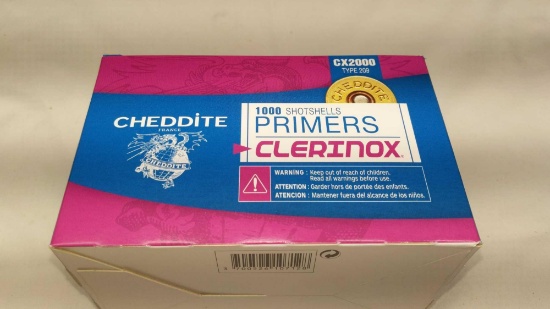 CX2000
TYPE 209
CHEDDITE
1000 SHOTSHELLS
PRIMERS
CLERINOX
CHEDDITE
FRANCE
CHEDDITE
WARNING : Keep out of reach of children.
Read all warnings before use.
ATTENTION : Garder hors de portée des enfants.
ATENCION : Mantener fuera del alcance de los niños.